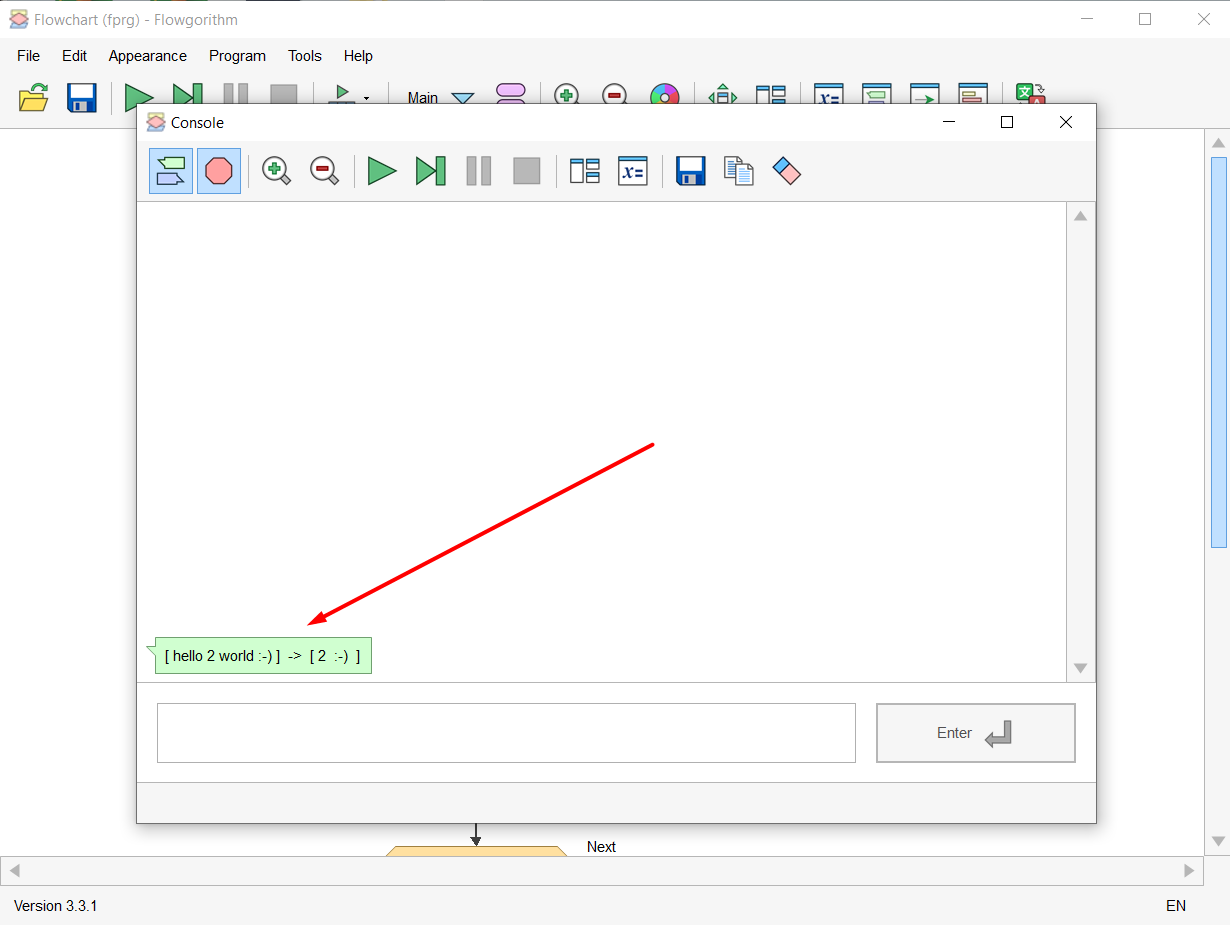 Flowchart (fprg) - Flowgorithm
File Edit Appearance Program Tools Help
Main
Console
x=
x=
[ hello 2 world :-) ] -> [ 2 :-) ]
Enter
Next
Version 3.3.1
EN